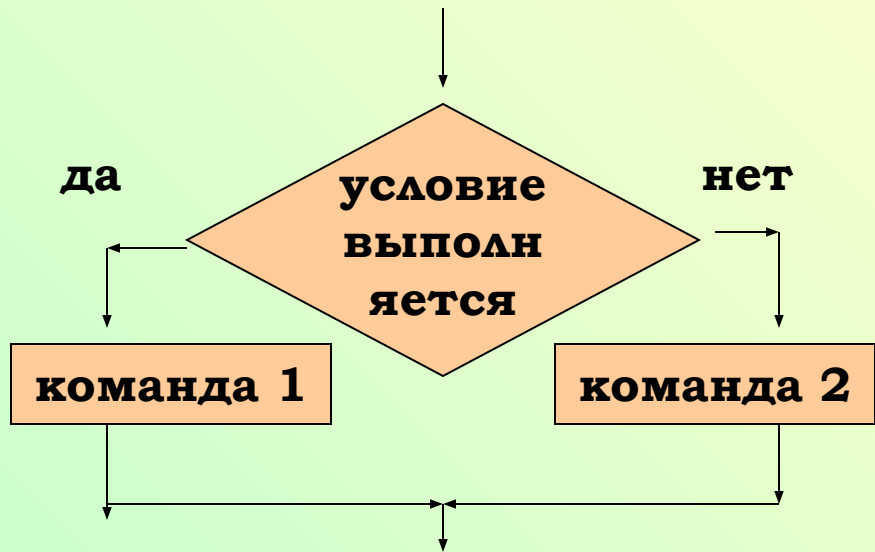 да
условие
выполн
яется
нет
команда 1
команда 2